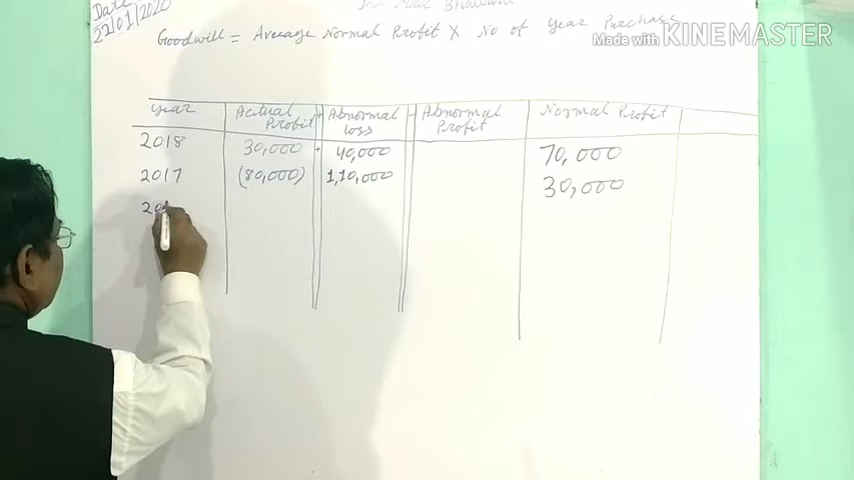 Date
22/01/2020
Goodwill = Average Normal Profit X No of Year Purchase
Made with KINEMASTER
Year Actual Profit + Abnormal loss - Abnormal Profit Normal Profit
2018 30,000 + 40,000 70,000
2017 (80,000) 1,10,000 30,000
20